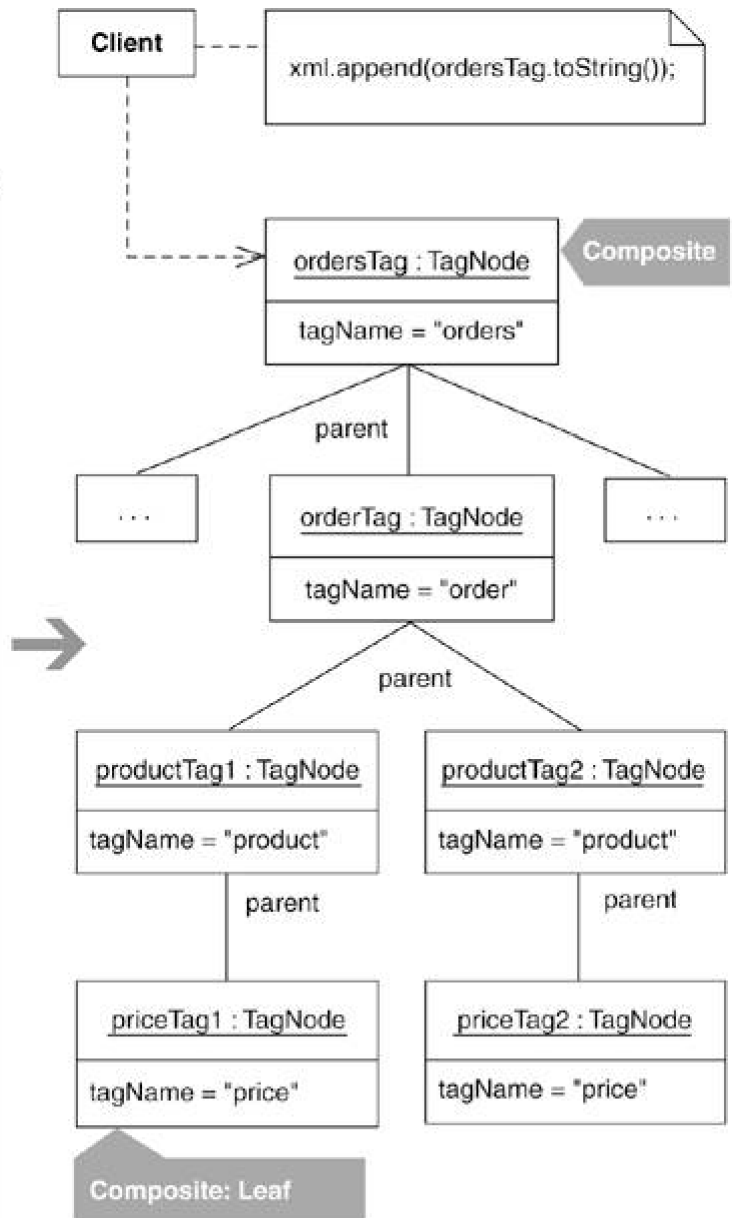 Client
xml.append(ordersTag.toString());
ordersTag : TagNode
Composite
tagName = "orders"
parent
. . .
orderTag : TagNode
. . .
tagName = "order"
parent
productTag1 : TagNode
productTag2 : TagNode
tagName = "product"
tagName = "product"
parent
parent
priceTag1 : TagNode
priceTag2 : TagNode
tagName = "price"
tagName = "price"
Composite: Leaf